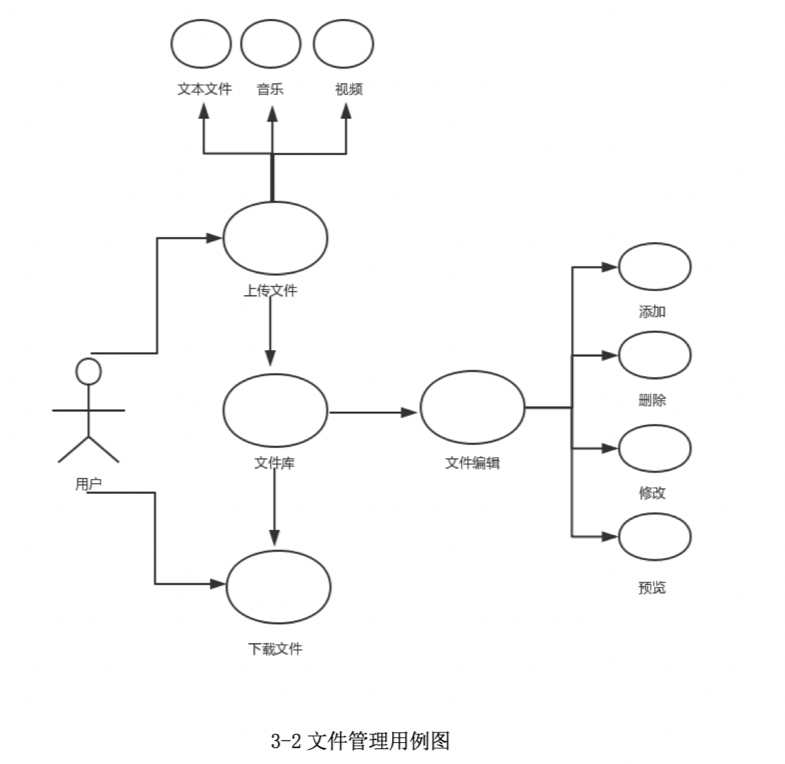 文本文件 音乐 视频
上传文件
添加
删除
文件库
文件编辑
用户
修改
预览
下载文件
3-2 文件管理用例图